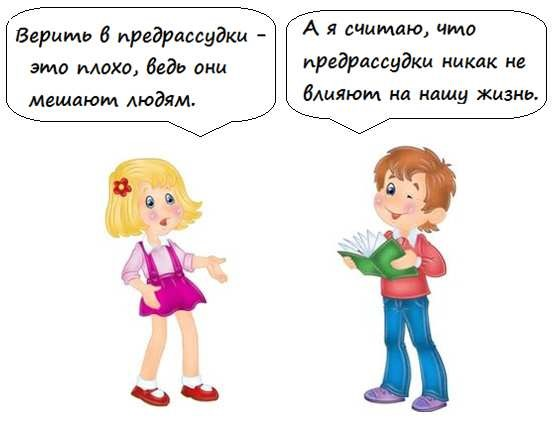 Верить в предрассудки -
это плохо, ведь они
мешают людям.
А я считаю, что
предрассудки никак не
влияют на нашу жизнь.